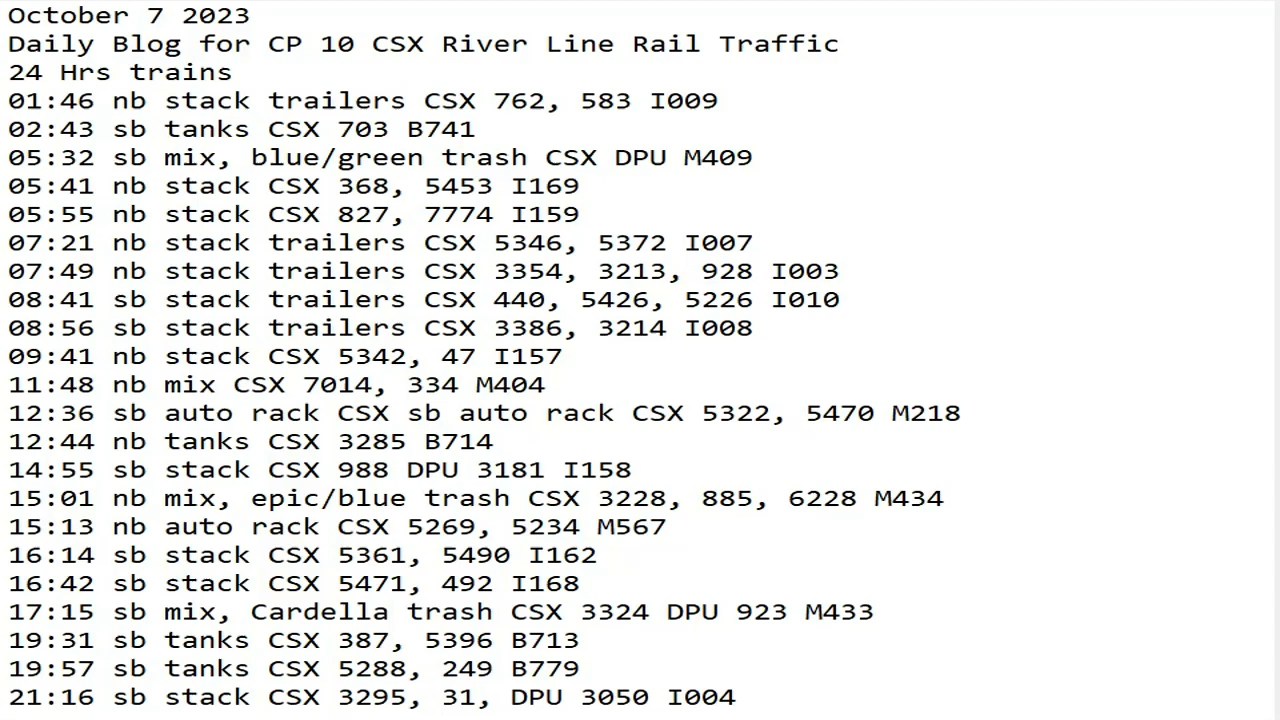 October 7 2023
Daily Blog for CP 10 CSX River Line Rail Traffic
24 Hrs trains
01:46 nb stack trailers CSX 762, 583 I009
02:43 sb tanks CSX 703 B741
05:32 sb mix, blue/green trash CSX DPU M409
05:41 nb stack CSX 368, 5453 I169
05:55 nb stack CSX 827, 7774 I159
07:21 nb stack trailers CSX 5346, 5372 I007
07:49 nb stack trailers CSX 3354, 3213, 928 I003
08:41 sb stack trailers CSX 440, 5426, 5226 I010
08:56 sb stack trailers CSX 3386, 3214 I008
09:41 nb stack CSX 5342, 47 I157
11:48 nb mix CSX 7014, 334 M404
12:36 sb auto rack CSX sb auto rack CSX 5322, 5470 M218
12:44 nb tanks CSX 3285 B714
14:55 sb stack CSX 988 DPU 3181 I158
15:01 nb mix, epic/blue trash CSX 3228, 885, 6228 M434
15:13 nb auto rack CSX 5269, 5234 M567
16:14 sb stack CSX 5361, 5490 I162
16:42 sb stack CSX 5471, 492 I168
17:15 sb mix, Cardella trash CSX 3324 DPU 923 M433
19:31 sb tanks CSX 387, 5396 B713
19:57 sb tanks CSX 5288, 249 B779
21:16 sb stack CSX 3295, 31, DPU 3050 I004